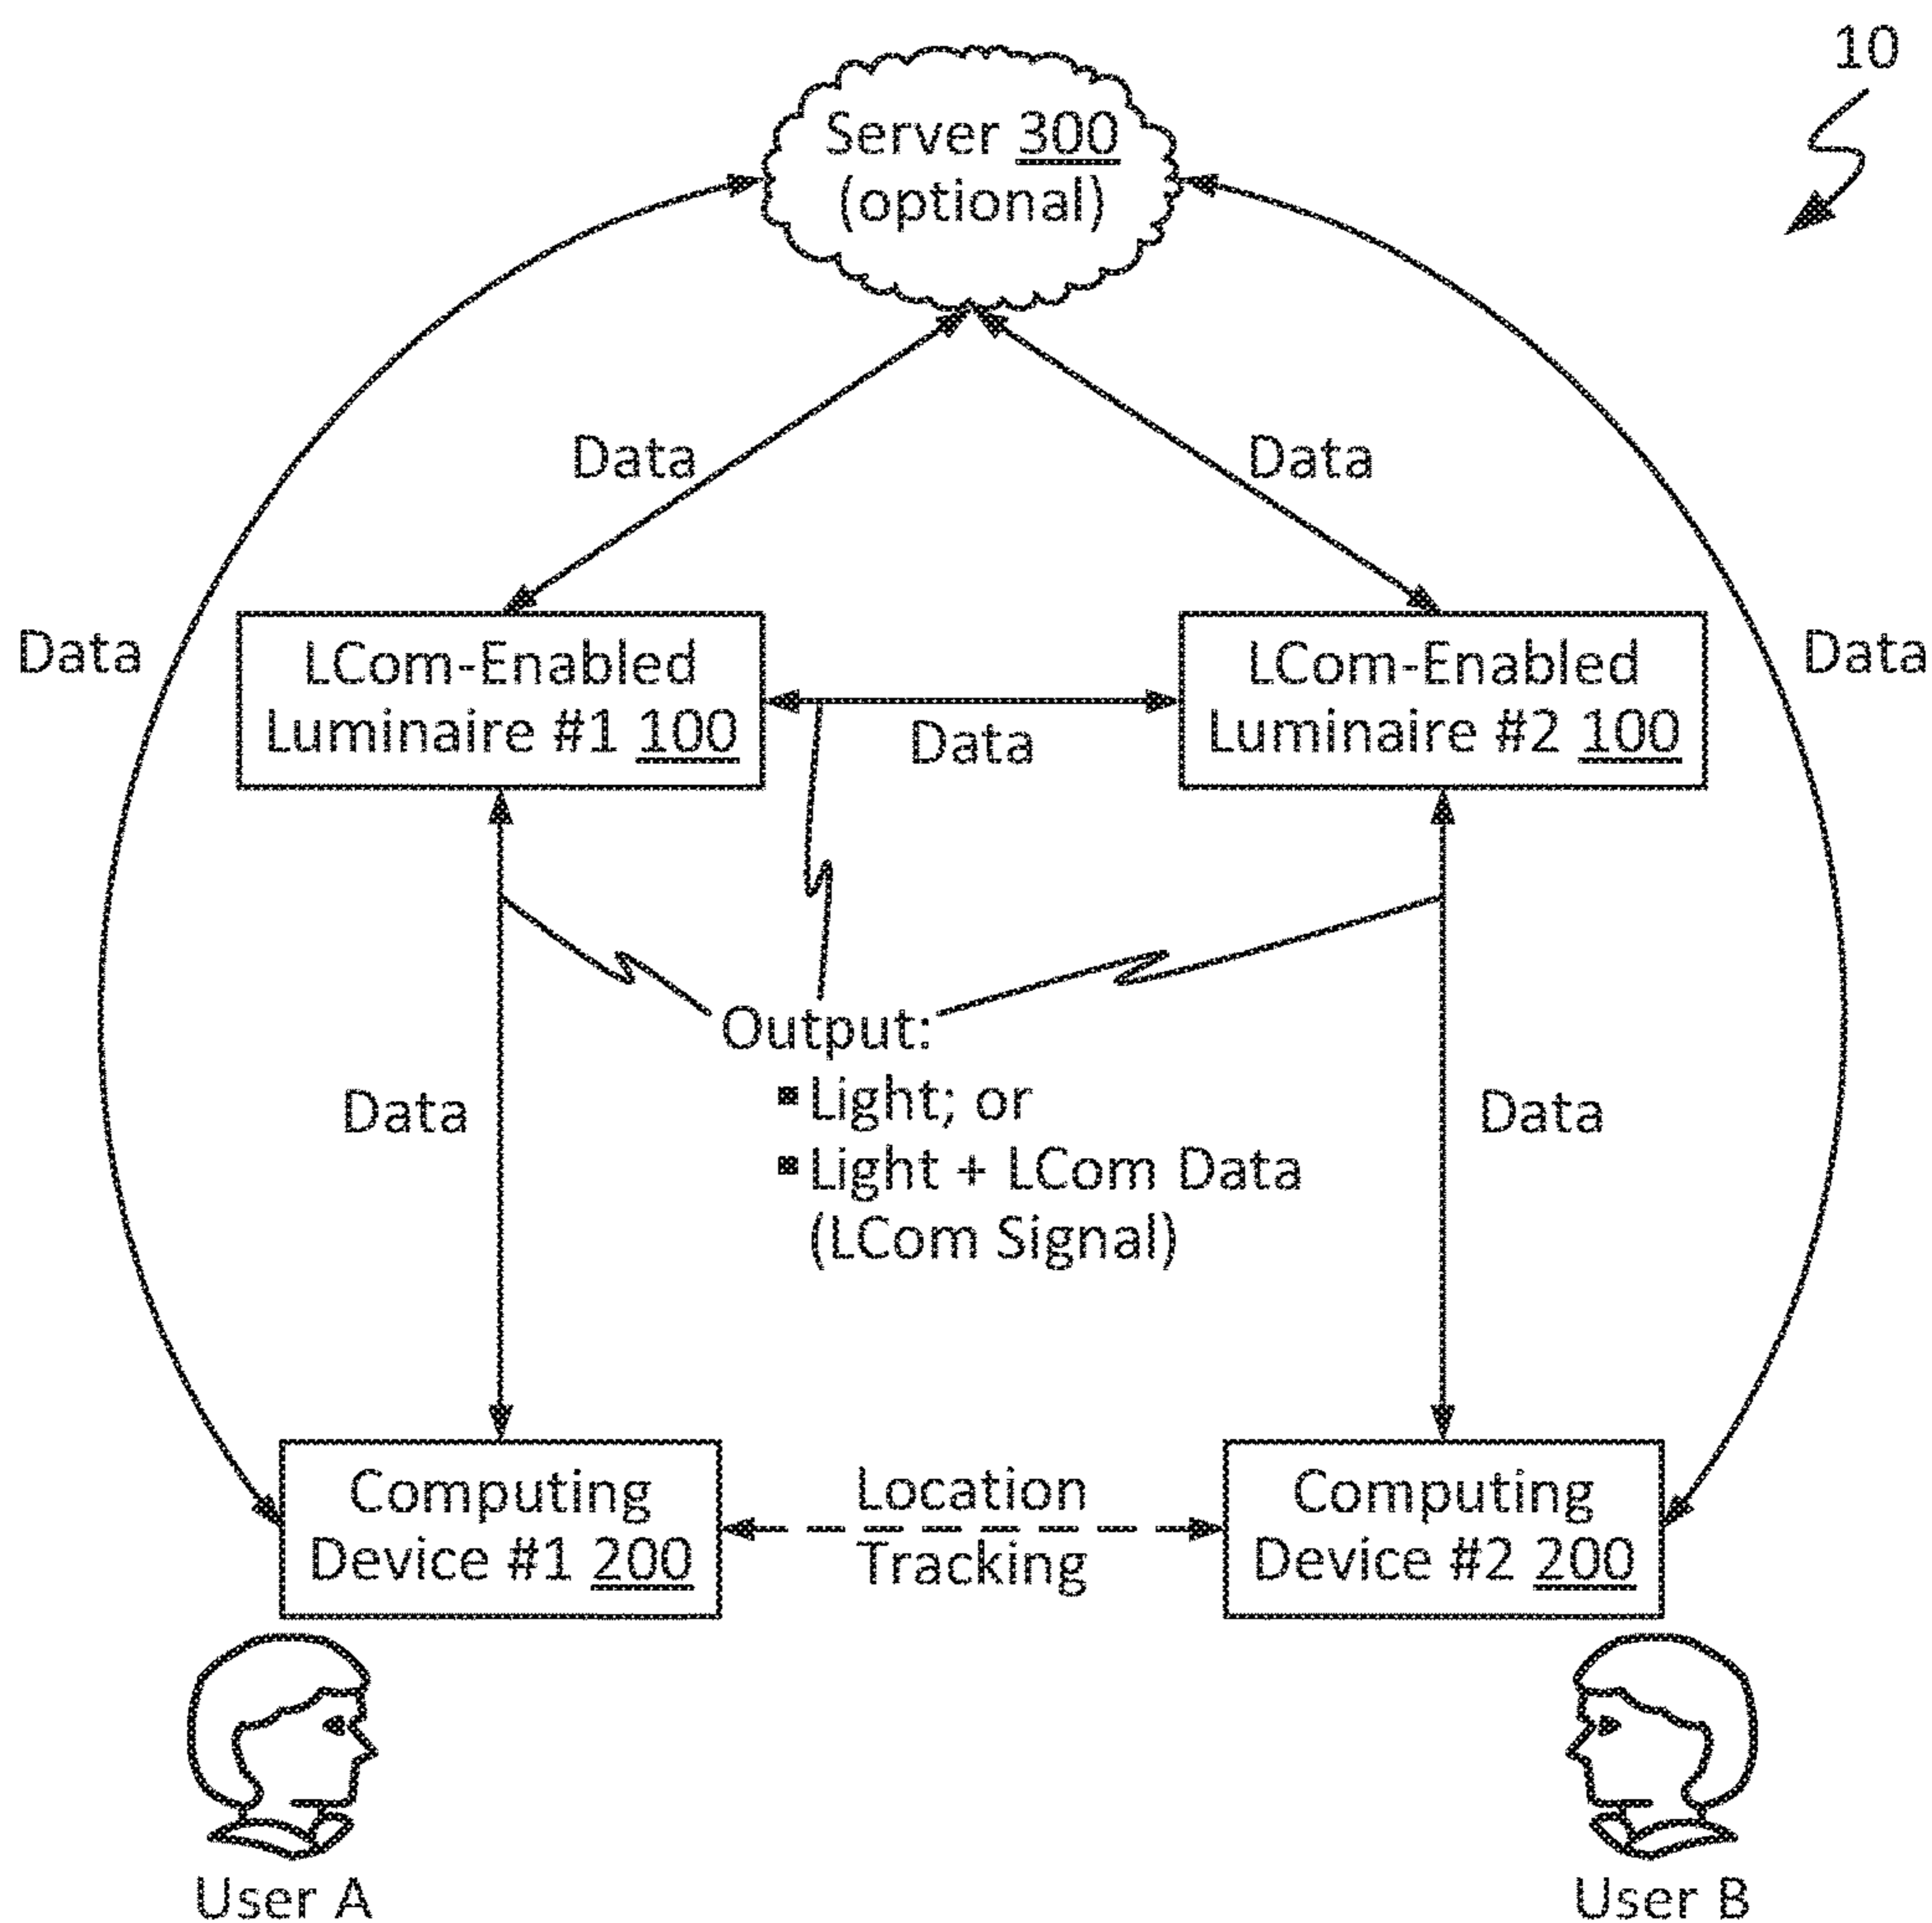 10
Server 300
(optional)
Data
Data
Data
Data
LCom-Enabled
Luminaire #1 100
Data
LCom-Enabled
Luminaire #2 100
Output:
▪ Light; or
▪ Light + LCom Data
(LCom Signal)
Data
Data
Computing
Device #1 200
Location
Tracking
Computing
Device #2 200
User A
User B